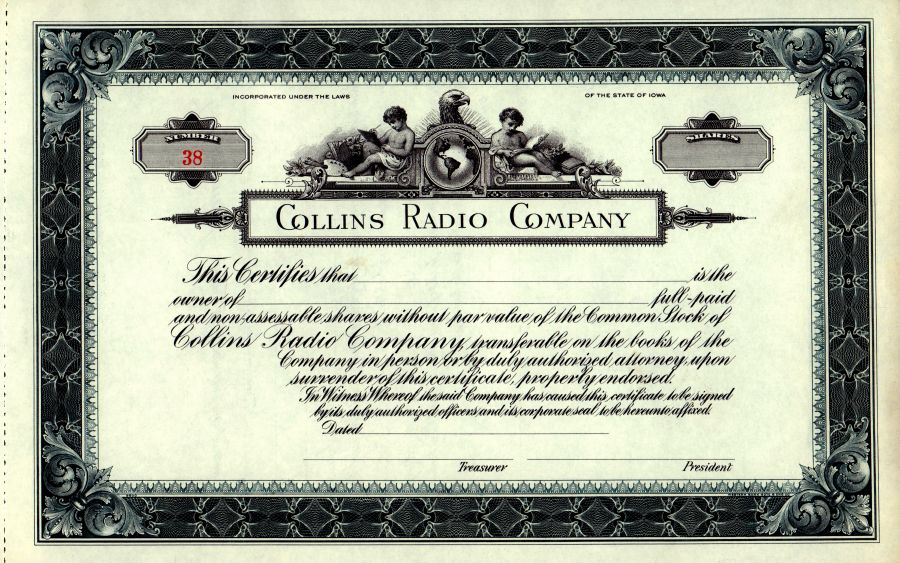 INCORPORATED UNDER THE LAWS
OF THE STATE OF IOWA
NUMBER
38
SHARES
COLLINS RADIO COMPANY
This Certifies that is the
owner of full-paid
and non-assessable shares without par value of the Common Stock of
Collins Radio Company, transferable on the books of the
Company in person or by duly authorized attorney upon
surrender of this certificate, properly endorsed.
In Witness Whereof the said Company has caused this certificate to be signed
by its duly authorized officers and its corporate seal to be hereunto affixed.
Dated
Treasurer President